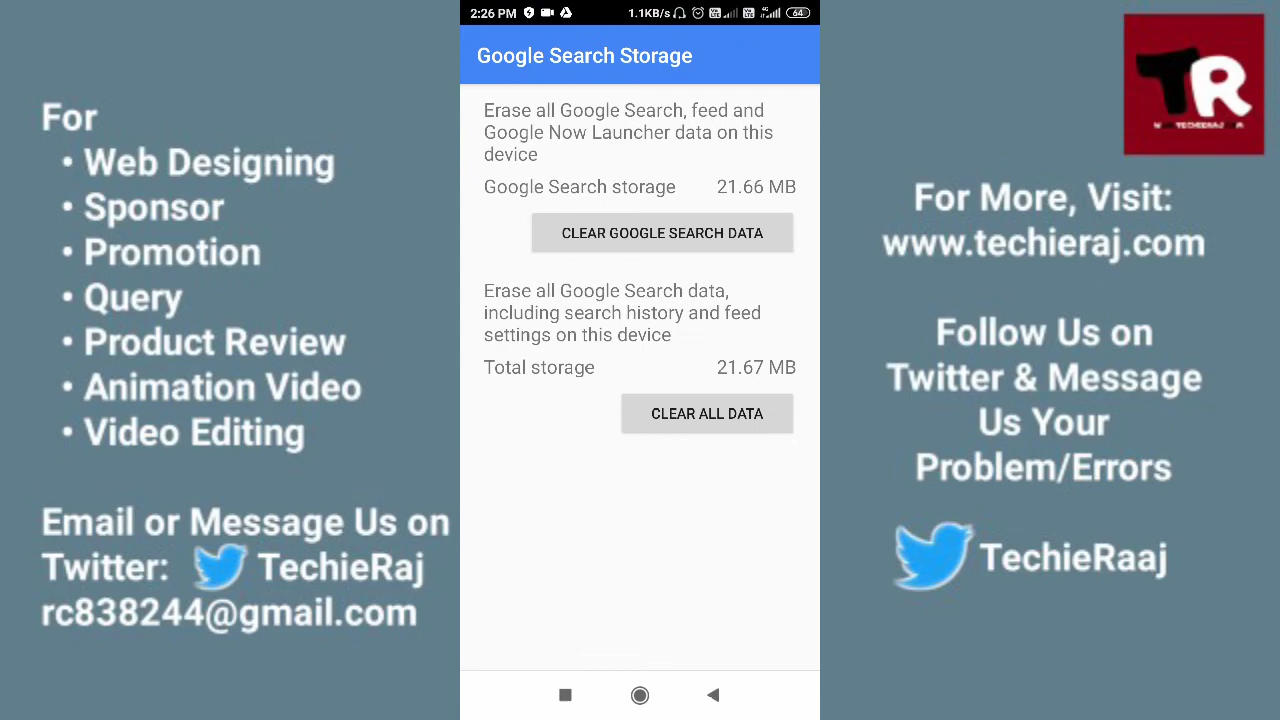 For
• Web Designing
• Sponsor
• Promotion
• Query
• Product Review
• Animation Video
• Video Editing
Email or Message Us on
Twitter: TechieRaj
rc838244@gmail.com
2:26 PM 1.1KB/s 4G 64
Google Search Storage
Erase all Google Search, feed and
Google Now Launcher data on this
device
Google Search storage 21.66 MB
CLEAR GOOGLE SEARCH DATA
Erase all Google Search data,
including search history and feed
settings on this device
Total storage 21.67 MB
CLEAR ALL DATA
TR
For More, Visit:
www.techieraj.com
Follow Us on
Twitter & Message
Us Your
Problem/Errors
TechieRaaj